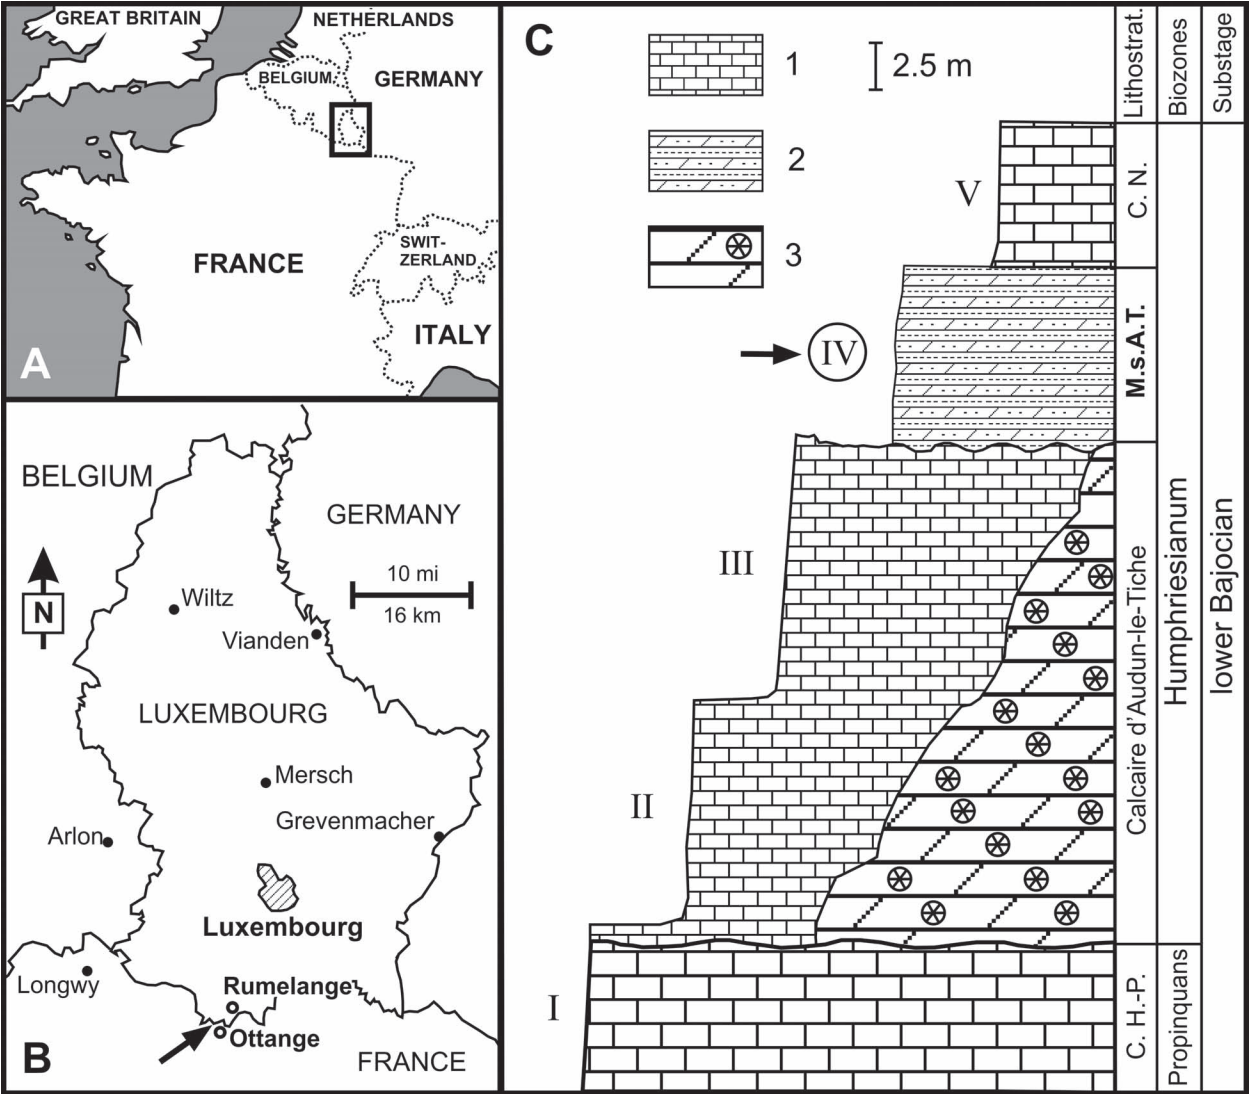 GREAT BRITAIN
NETHERLANDS
BELGIUM
GERMANY
FRANCE
SWIT-
ZERLAND
ITALY
A
BELGIUM
GERMANY
10 mi
16 km
N
Wiltz
Vianden
LUXEMBOURG
Mersch
Grevenmacher
Arlon
Luxembourg
Longwy
Rumelange
Ottange
FRANCE
B
C
1
2.5 m
2
3
Lithostrat.
Biozones
Substage
V
IV
III
II
I
C. N.
M.s.A.T.
Calcaire d'Audun-le-Tiche
C. H.-P.
Humphriesianum
Propinquans
lower Bajocian